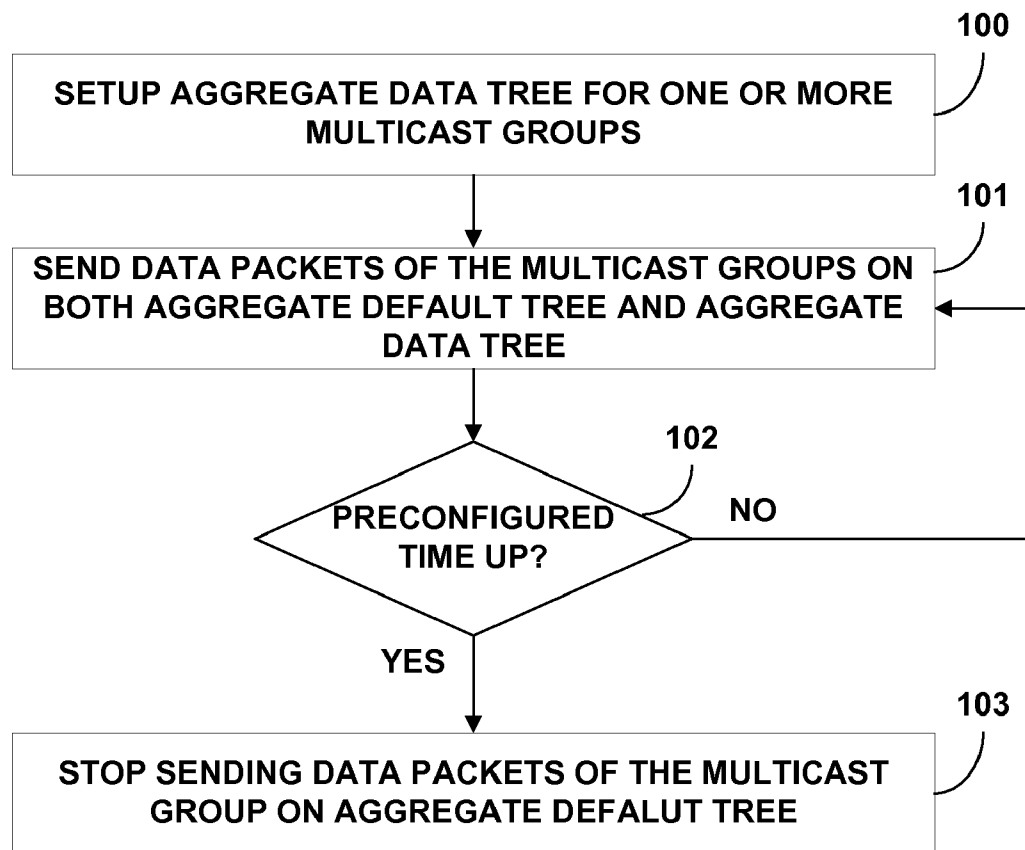 100
SETUP AGGREGATE DATA TREE FOR ONE OR MORE
MULTICAST GROUPS
101
SEND DATA PACKETS OF THE MULTICAST GROUPS ON
BOTH AGGREGATE DEFAULT TREE AND AGGREGATE
DATA TREE
102
PRECONFIGURED
TIME UP?
NO
YES
103
STOP SENDING DATA PACKETS OF THE MULTICAST
GROUP ON AGGREGATE DEFALUT TREE